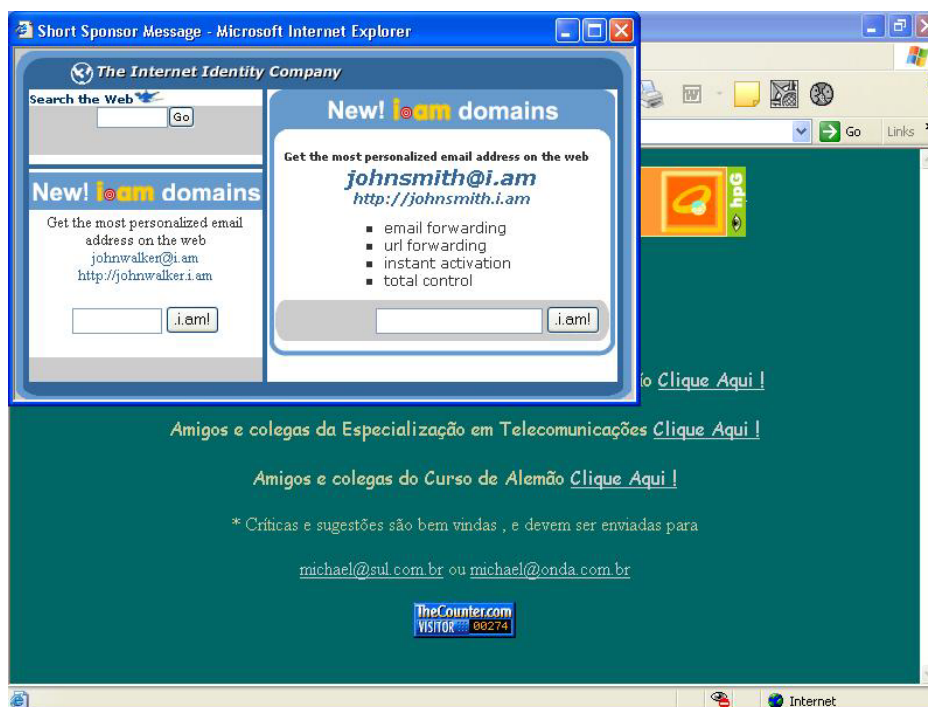 Short Sponsor Message - Microsoft Internet Explorer
The Internet Identity Company
Search the Web
Go
New! i am domains
Get the most personalized email
address on the web
johnwalker@i.am
http://johnwalker.i.am
.i.am!
New! i am domains
Get the most personalized email address on the web
johnsmith@i.am
http://johnsmith.i.am
email forwarding
url forwarding
instant activation
total control
.i.am!
Go Links
hpG
Clique Aqui !
Amigos e colegas da Especialização em Telecomunicações Clique Aqui !
Amigos e colegas do Curso de Alemão Clique Aqui !
* Críticas e sugestões são bem vindas , e devem ser enviadas para
michael@sul.com.br ou michael@onda.com.br
TheCounter.com
VISITOR 00274
Internet